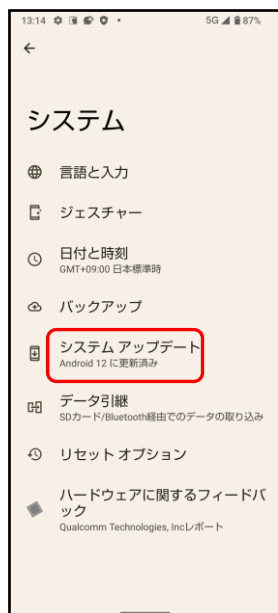 13:14 5G 87%
システム
言語と入力
ジェスチャー
日付と時刻
GMT+09:00 日本標準時
バックアップ
システム アップデート
Android 12 に更新済み
データ引継
SDカード/Bluetooth経由でのデータの取り込み
リセット オプション
ハードウェアに関するフィードバ
ック
Qualcomm Technologies, Incレポート